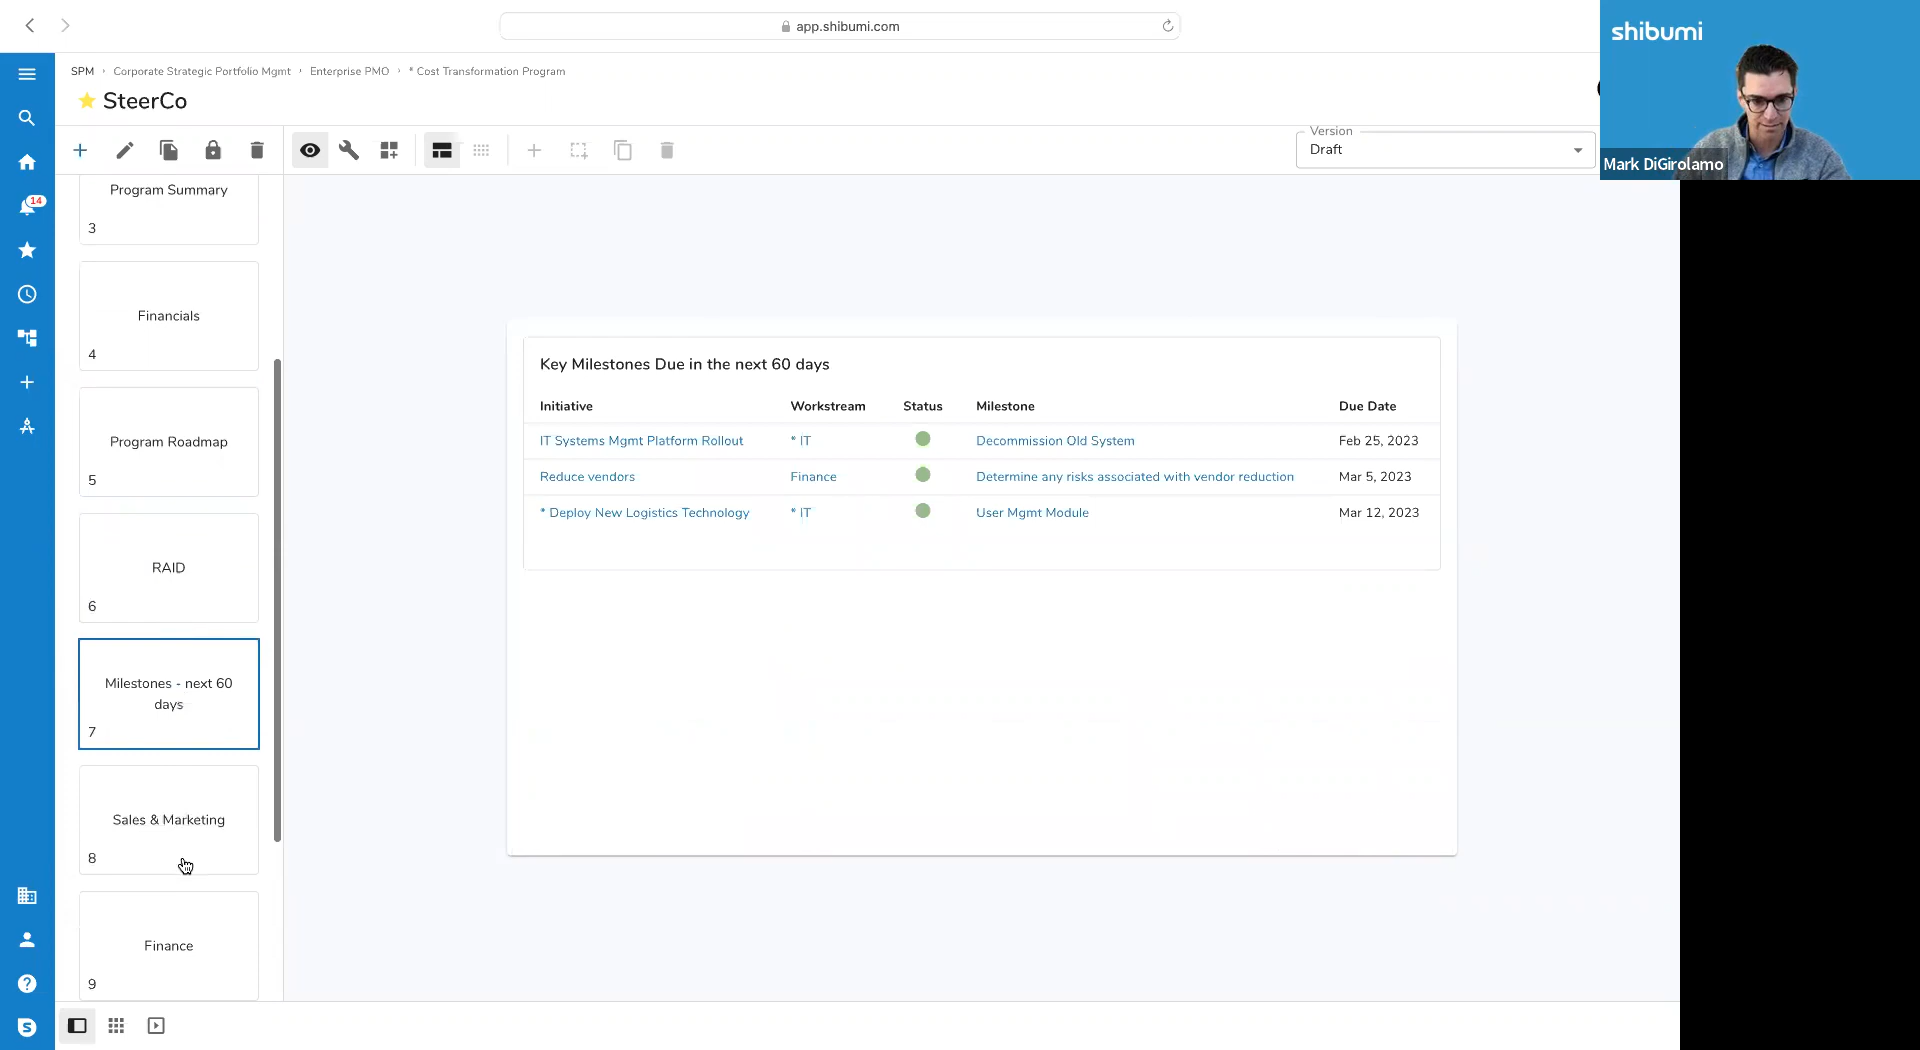 app.shibumi.com
shibumi
Mark DiGirolamo
SPM › Corporate Strategic Portfolio Mgmt › Enterprise PMO › * Cost Transformation Program
SteerCo
14
Version
Draft
Program Summary
3
Financials
4
Program Roadmap
5
RAID
6
Milestones - next 60
days
7
Sales & Marketing
8
Finance
9
Key Milestones Due in the next 60 days
Initiative Workstream Status Milestone Due Date
IT Systems Mgmt Platform Rollout * IT Decommission Old System Feb 25, 2023
Reduce vendors Finance Determine any risks associated with vendor reduction Mar 5, 2023
* Deploy New Logistics Technology * IT User Mgmt Module Mar 12, 2023